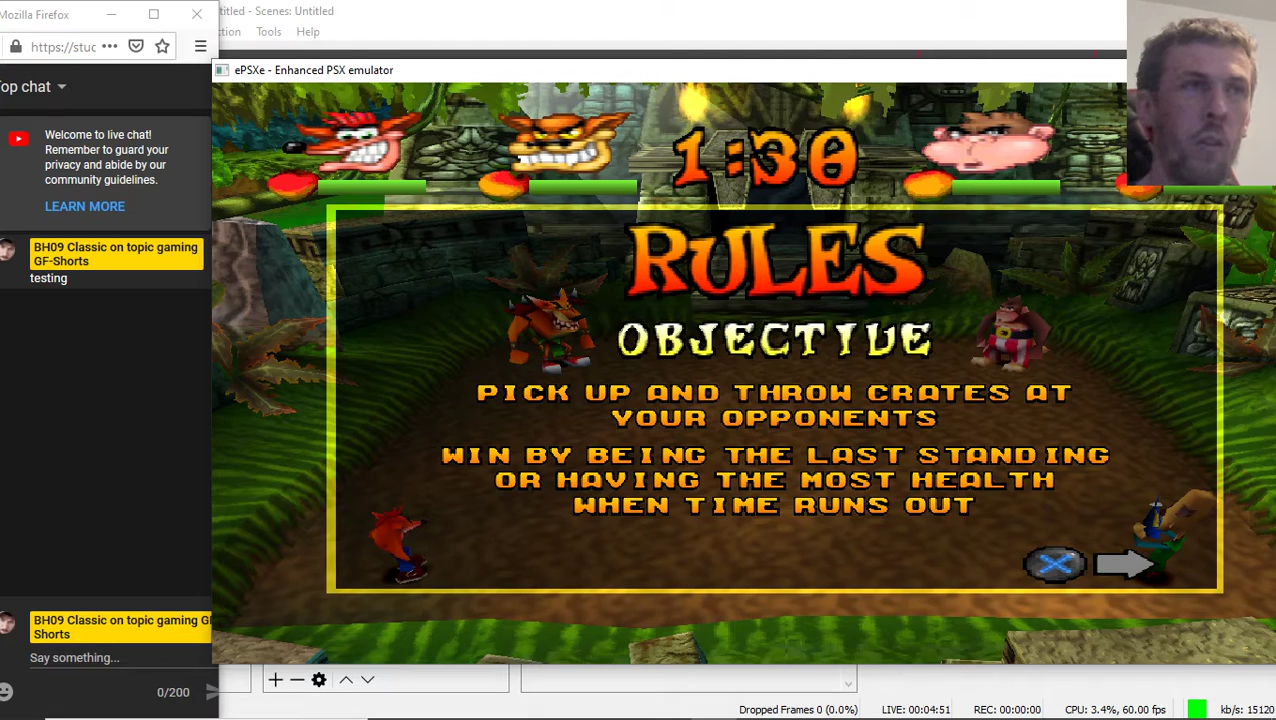 Mozilla Firefox
titled - Scenes: Untitled
ction Tools Help
https://stuc
ePSXe - Enhanced PSX emulator
op chat
Welcome to live chat!
Remember to guard your
privacy and abide by our
community guidelines.
LEARN MORE
BH09 Classic on topic gaming
GF-Shorts
testing
1:30
RULES
OBJECTIVE
PICK UP AND THROW CRATES AT
YOUR OPPONENTS
WIN BY BEING THE LAST STANDING
OR HAVING THE MOST HEALTH
WHEN TIME RUNS OUT
BH09 Classic on topic gaming GF
Shorts
Say something...
0/200
Dropped Frames 0 (0.0%)
LIVE: 00:04:51
REC: 00:00:00
CPU: 3.4%, 60.00 fps
kb/s: 15120